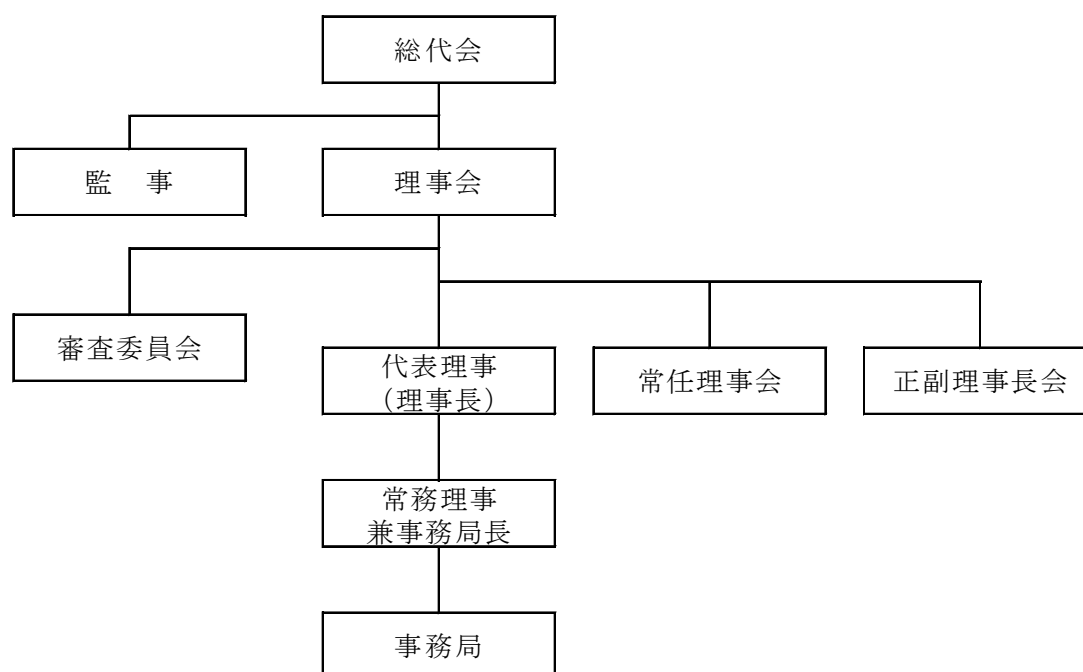 総代会
監　事
理事会
審査委員会
代表理事
（理事長）
常任理事会
正副理事長会
常務理事
兼事務局長
事務局